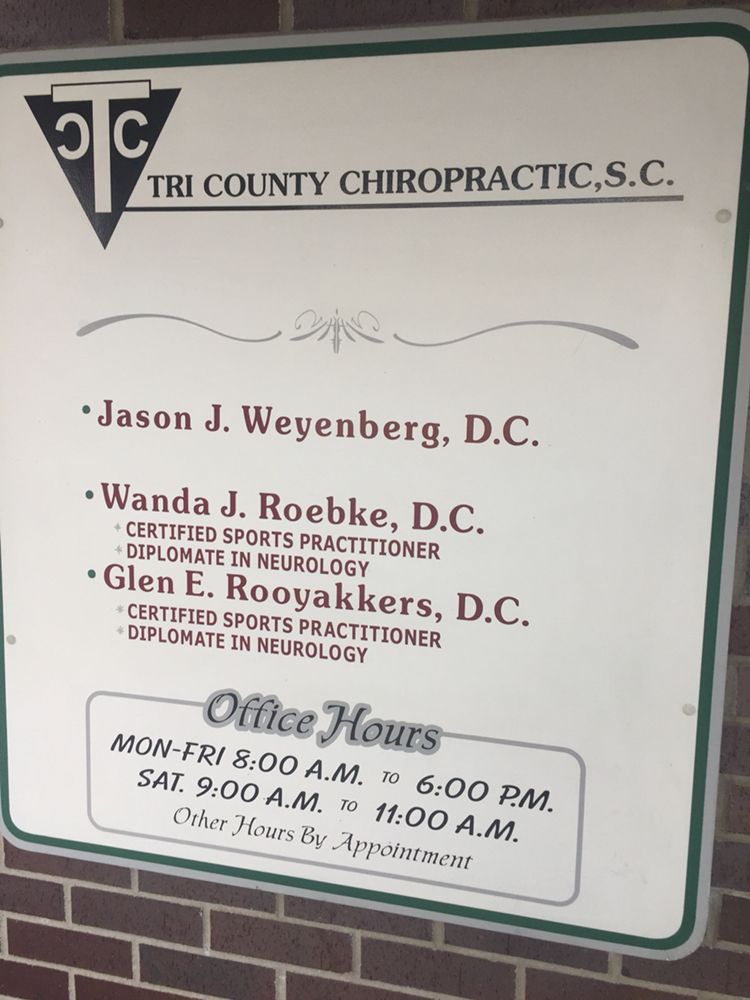 CTC
TRI COUNTY CHIROPRACTIC,S.C.
• Jason J. Weyenberg, D.C.
• Wanda J. Roebke, D.C.
* CERTIFIED SPORTS PRACTITIONER
* DIPLOMATE IN NEUROLOGY
• Glen E. Rooyakkers, D.C.
* CERTIFIED SPORTS PRACTITIONER
* DIPLOMATE IN NEUROLOGY
Office Hours
MON-FRI 8:00 A.M. TO 6:00 P.M.
SAT. 9:00 A.M. TO 11:00 A.M.
Other Hours By Appointment